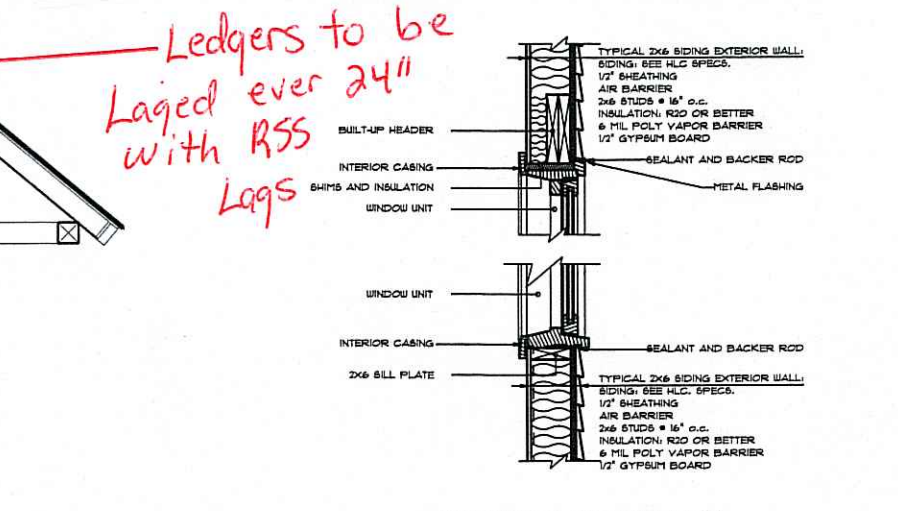 Ledgers to be
Laged ever 24"
with RSS
Lags
TYPICAL 2X6 SIDING EXTERIOR WALL:
SIDING: SEE HLC SPECS.
1/2" SHEATHING
AIR BARRIER
2x6 STUDS @ 16" o.c.
INSULATION: R20 OR BETTER
6 MIL POLY VAPOR BARRIER
1/2" GYPSUM BOARD
BUILT-UP HEADER
INTERIOR CASING
SHIMS AND INSULATION
WINDOW UNIT
SEALANT AND BACKER ROD
METAL FLASHING
WINDOW UNIT
INTERIOR CASING
2X6 SILL PLATE
SEALANT AND BACKER ROD
TYPICAL 2X6 SIDING EXTERIOR WALL:
SIDING: SEE HLC. SPECS.
1/2" SHEATHING
AIR BARRIER
2x6 STUDS @ 16" o.c.
INSULATION: R20 OR BETTER
6 MIL POLY VAPOR BARRIER
1/2" GYPSUM BOARD